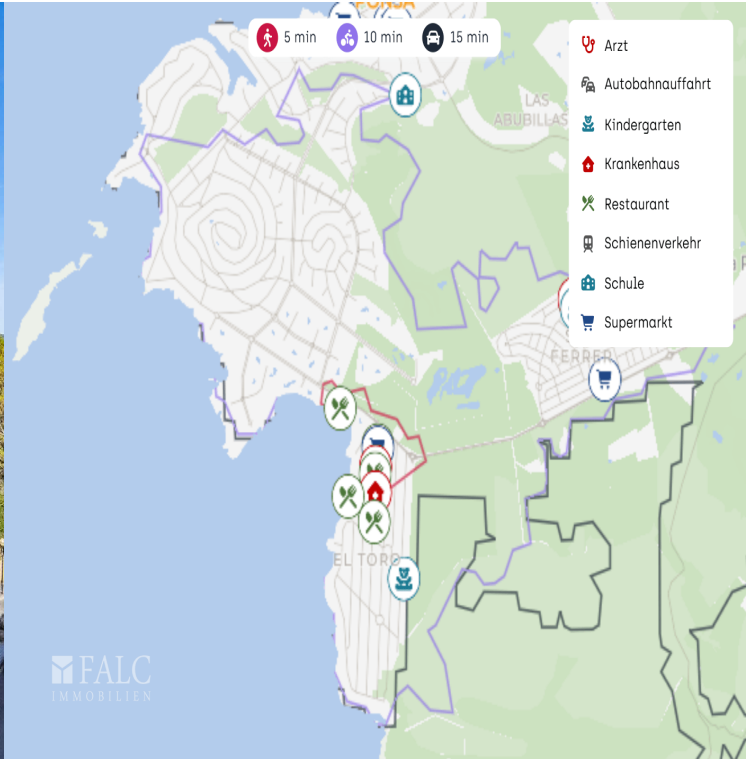 PONSA
5 min
10 min
15 min
Arzt
Autobahnauffahrt
Kindergarten
Krankenhaus
Restaurant
Schienenverkehr
Schule
Supermarkt
LAS
ABUBILLAS
FERRER
EL TORO
FALC
IMMOBILIEN